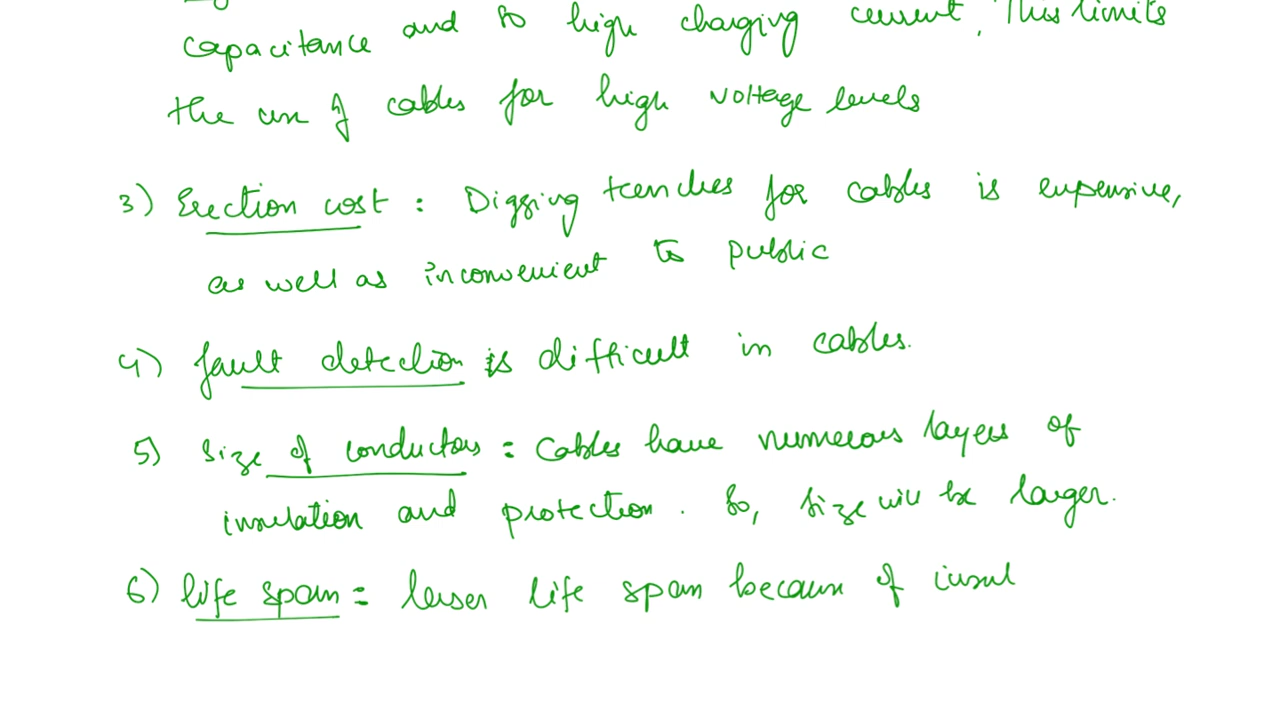 capacitance and so high charging current. This limits
the use of cables for high voltage levels
3) Erection cost : Digging trenches for cables is expensive,
as well as inconvenient to public
4) fault detection is difficult in cables.
5) Size of conductors : Cables have numerous layers of
insulation and protection. So, size will be larger.
6) life span : lesser life span because of insul